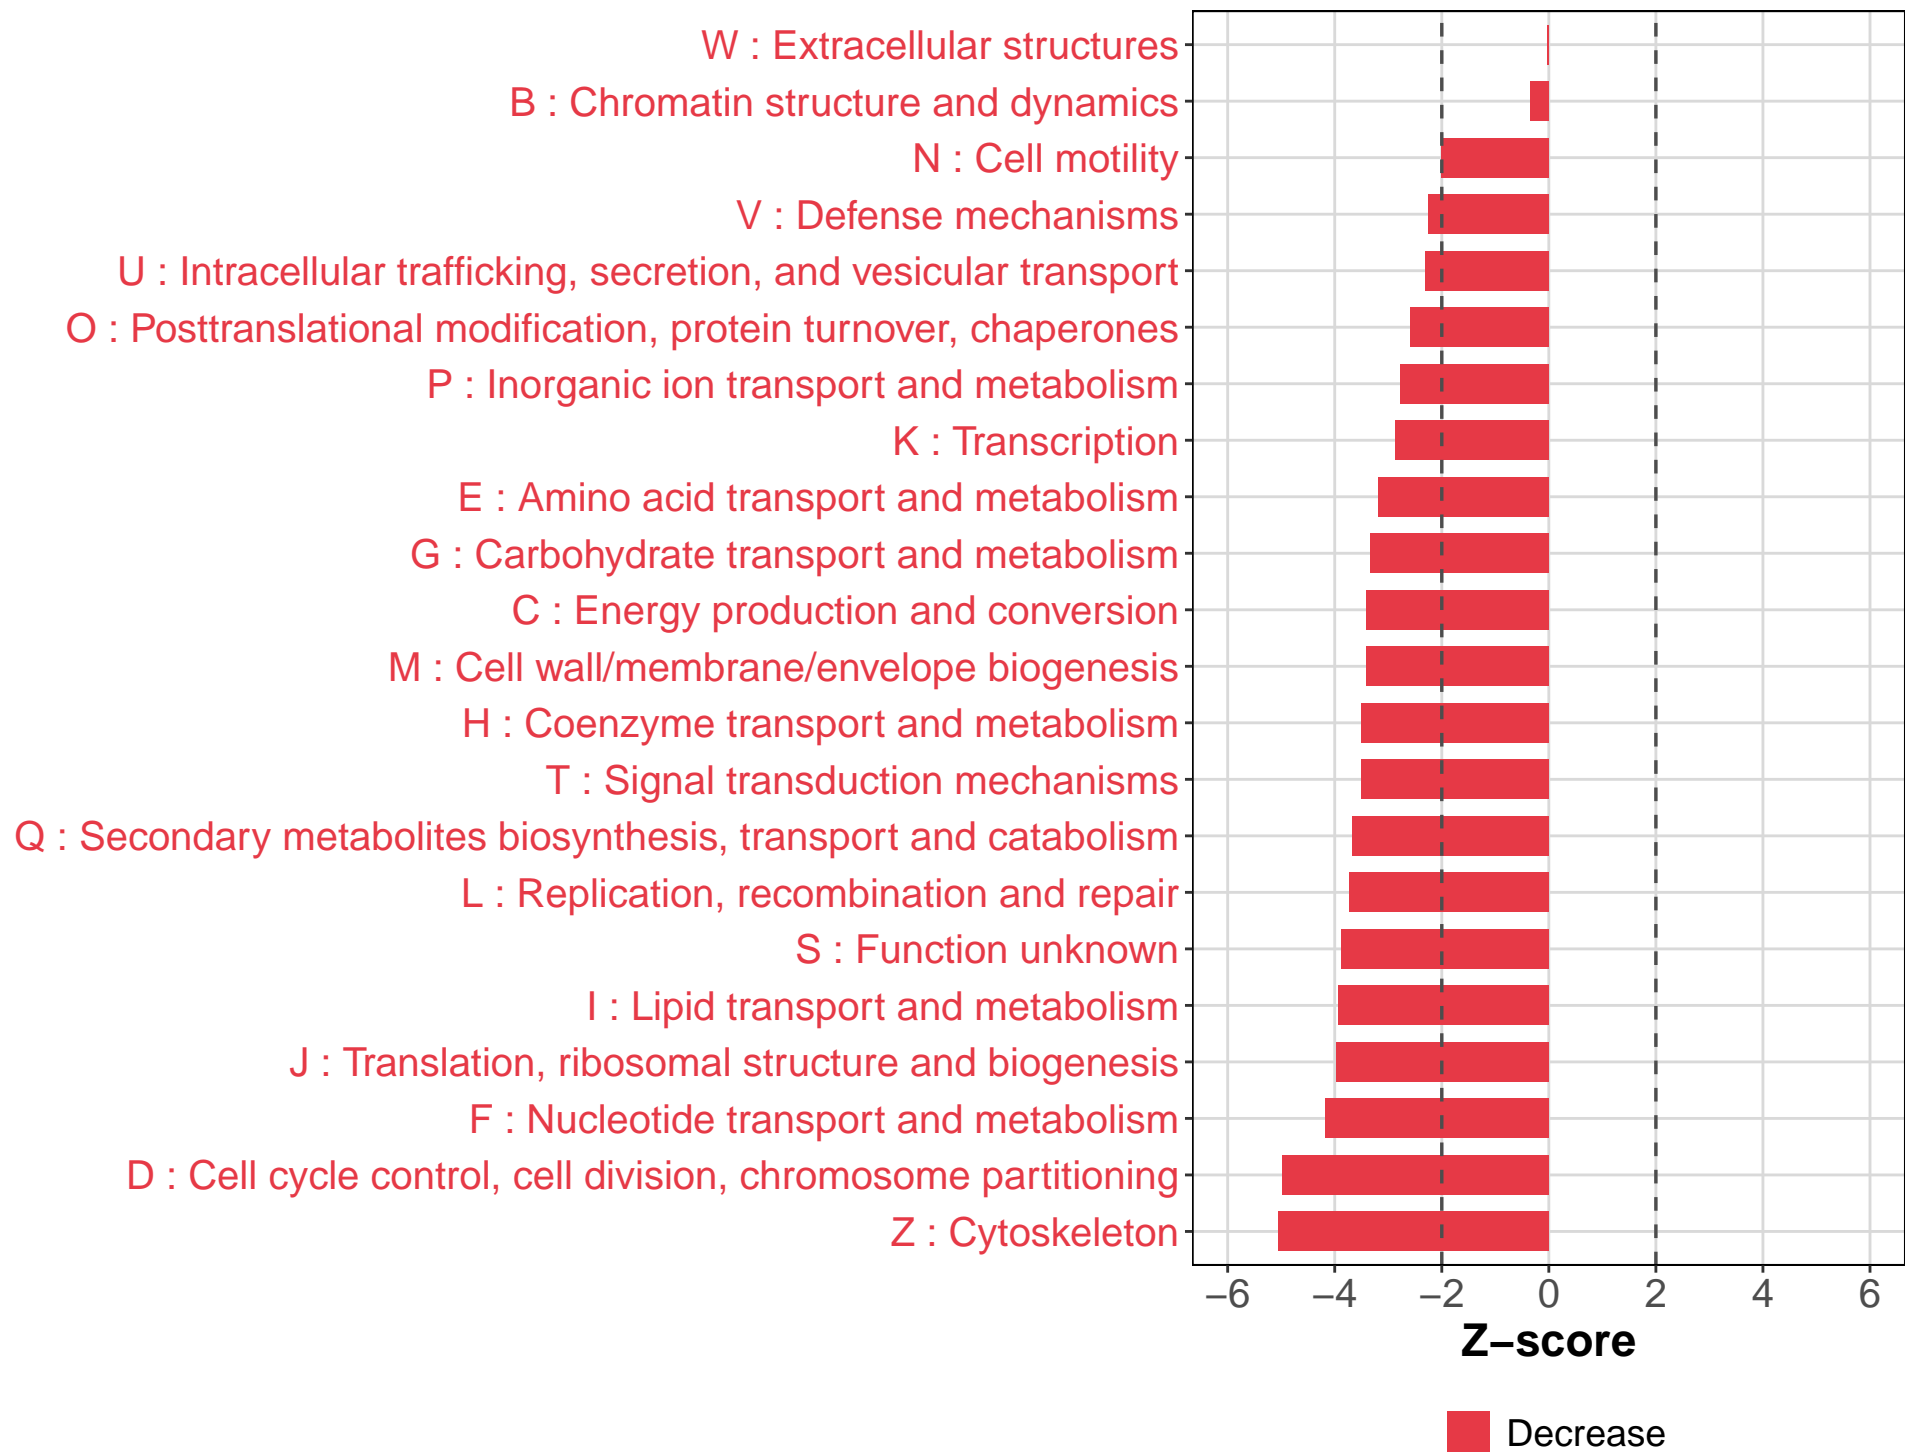 W : Extracellular structures
B : Chromatin structure and dynamics
N : Cell motility
V : Defense mechanisms
U : Intracellular trafficking, secretion, and vesicular transport
O : Posttranslational modification, protein turnover, chaperones
P : Inorganic ion transport and metabolism
K : Transcription
E : Amino acid transport and metabolism
G : Carbohydrate transport and metabolism
C : Energy production and conversion
M : Cell wall/membrane/envelope biogenesis
H : Coenzyme transport and metabolism
T : Signal transduction mechanisms
Q : Secondary metabolites biosynthesis, transport and catabolism
L : Replication, recombination and repair
S : Function unknown
I : Lipid transport and metabolism
J : Translation, ribosomal structure and biogenesis
F : Nucleotide transport and metabolism
D : Cell cycle control, cell division, chromosome partitioning
Z : Cytoskeleton
−6 −4 −2 0 2 4 6
Z−score
Decrease